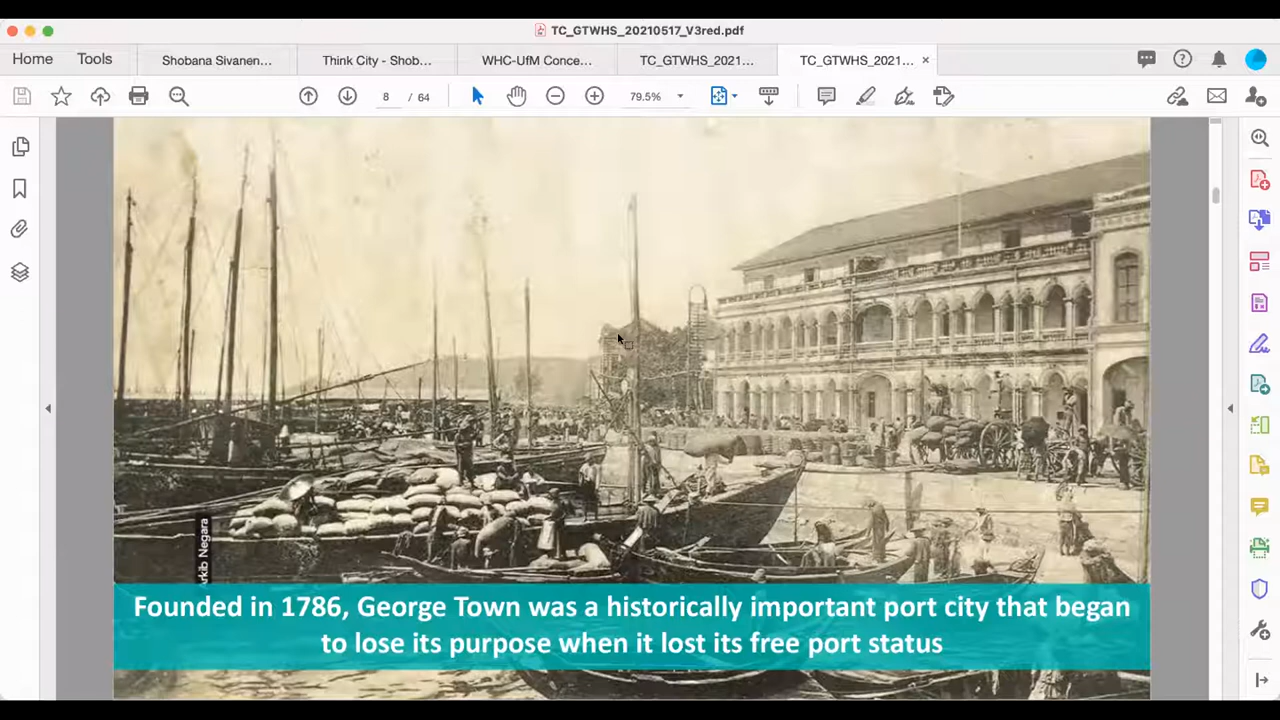 TC_GTWHS_20210517_V3red.pdf
Home Tools Shobana Sivanen... Think City - Shob... WHC-UfM Conce... TC_GTWHS_2021... TC_GTWHS_2021... ×
8 / 64 79.5%
rkib Negara
Founded in 1786, George Town was a historically important port city that began
to lose its purpose when it lost its free port status